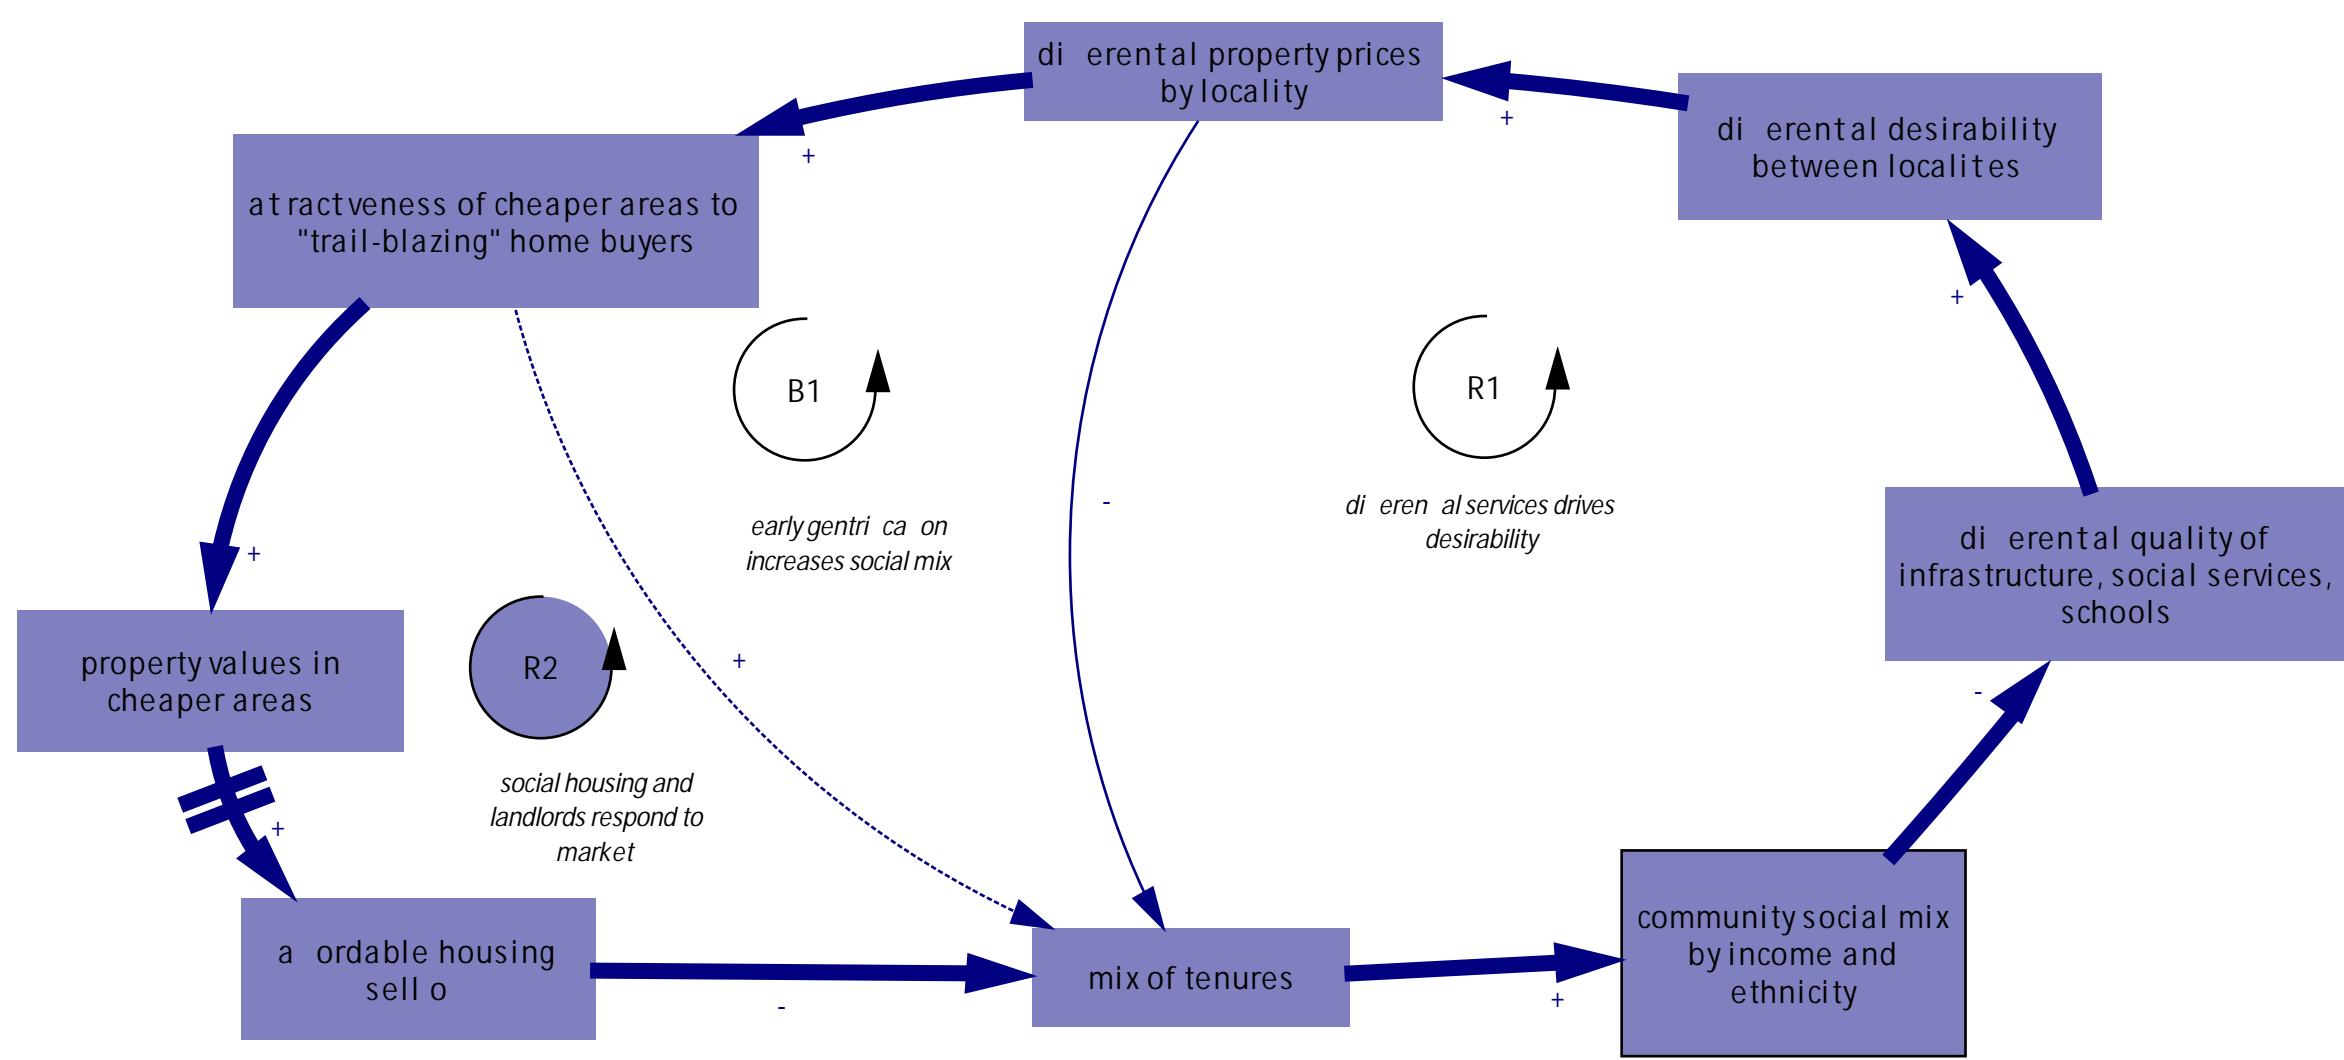 di erental property prices
by locality
+
di erental desirability
between localites
+
at ractveness of cheaper areas to
"trail-blazing" home buyers
+
B1
early gentri ca on
increases social mix
-
R1
di eren al services drives
desirability
di erental quality of
infrastructure, social services,
schools
+
property values in
cheaper areas
R2
+
social housing and
landlords respond to
market
-
+
a ordable housing
sell o
-
mix of tenures
+
community social mix
by income and
ethnicity
+